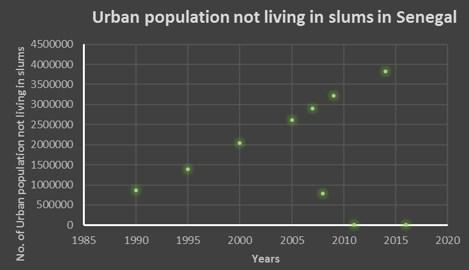 Urban population not living in slums in Senegal
No. of Urban population not living in slums
4500000
4000000
3500000
3000000
2500000
2000000
1500000
1000000
500000
0
1985 1990 1995 2000 2005 2010 2015 2020
Years